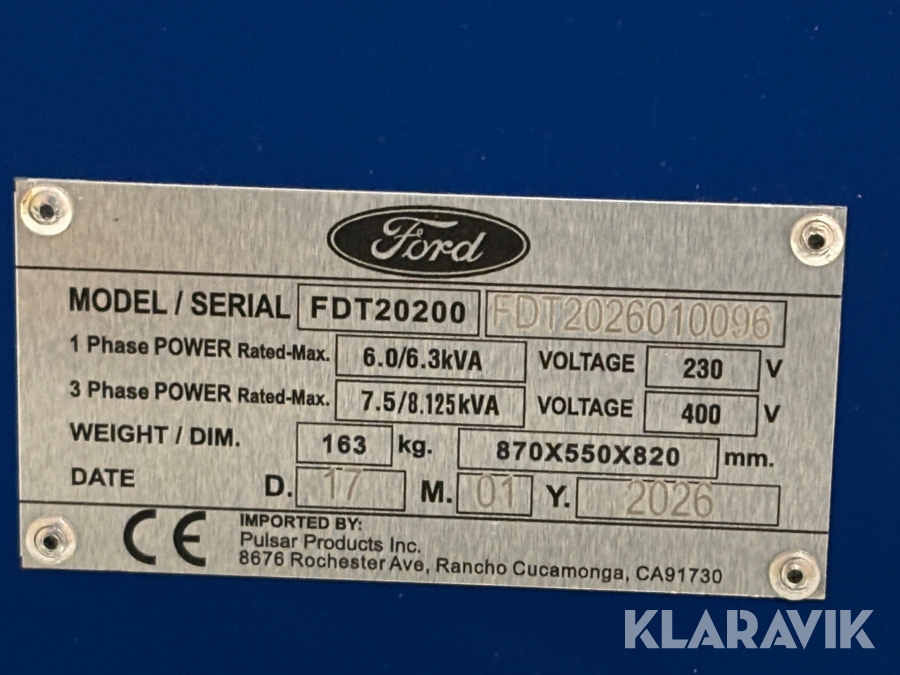 Ford
MODEL / SERIAL FDT20200 FDT2026010096
1 Phase POWER Rated-Max. 6.0/6.3kVA VOLTAGE 230 V
3 Phase POWER Rated-Max. 7.5/8.125kVA VOLTAGE 400 V
WEIGHT / DIM. 163 kg. 870X550X820 mm.
DATE D. 17 M. 01 Y. 2026
CE IMPORTED BY:
Pulsar Products Inc.
8676 Rochester Ave, Rancho Cucamonga, CA91730
KLARAVIK